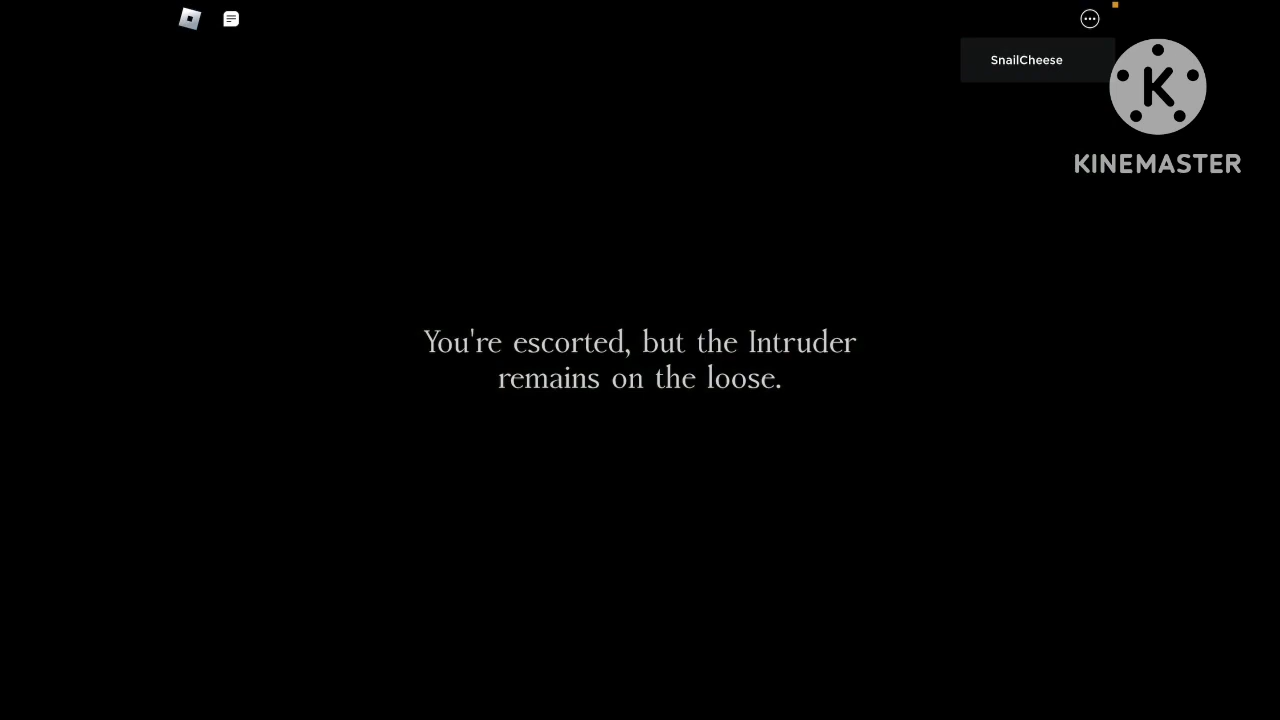 SnailCheese
K
KINEMASTER
You're escorted, but the Intruder
remains on the loose.